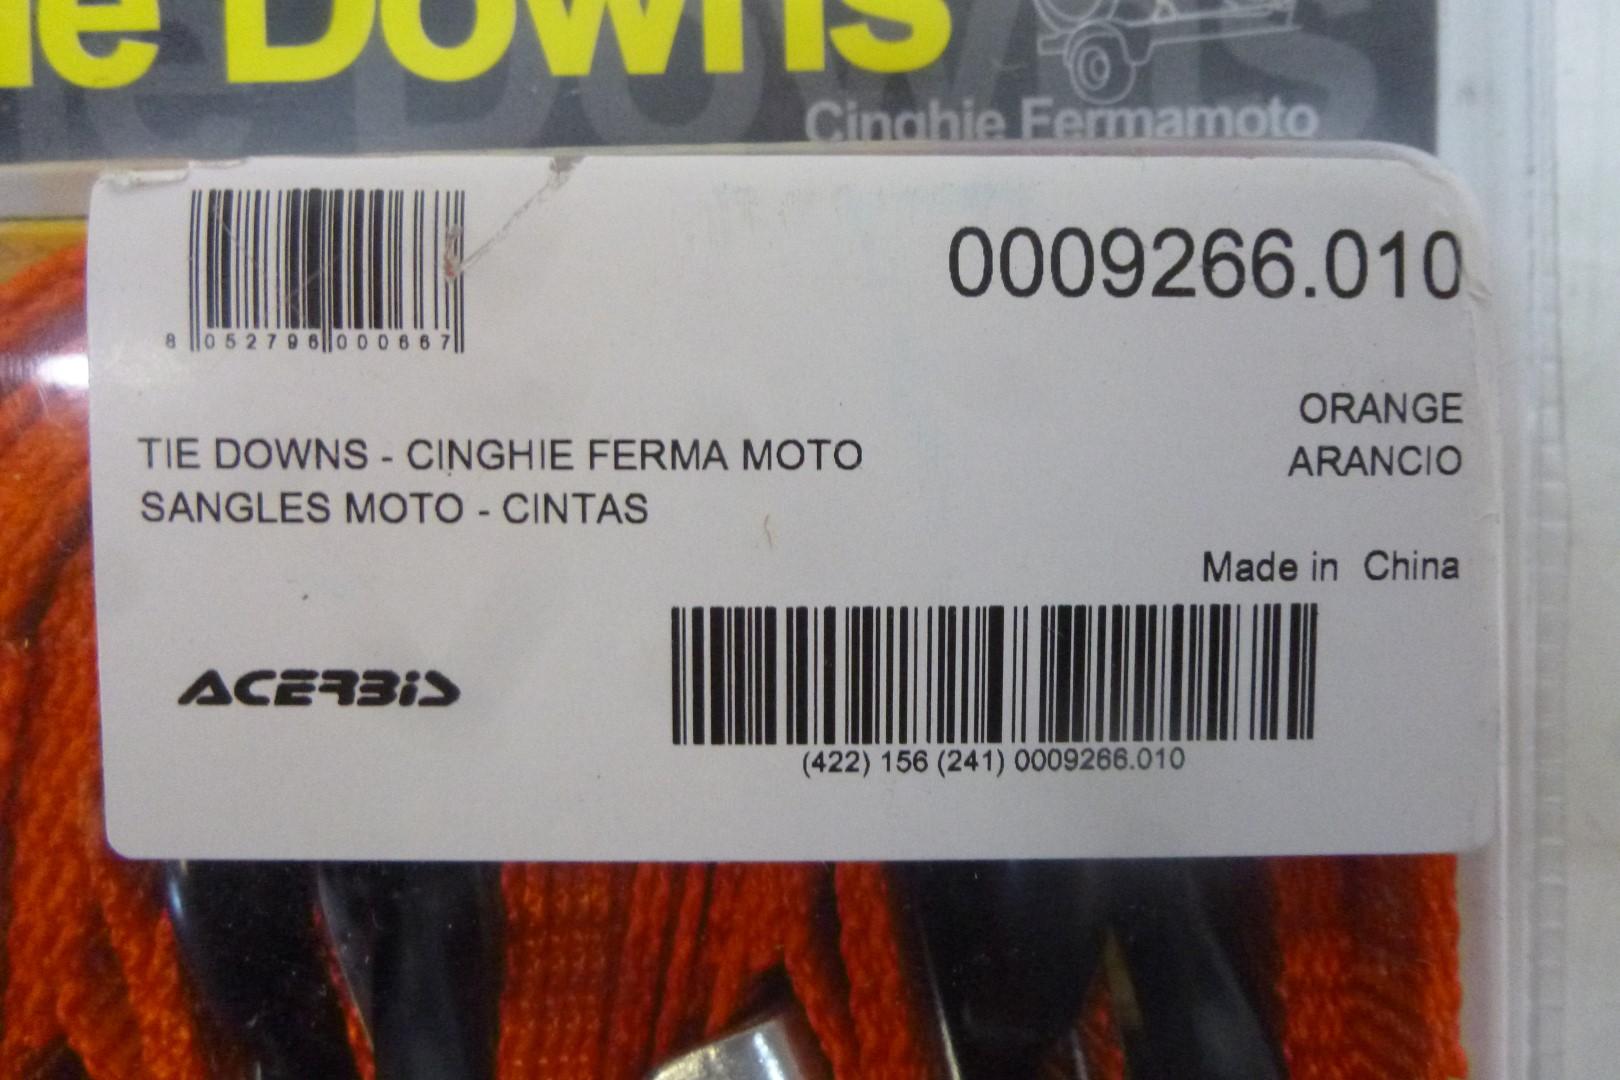 Downs
Cinghie Fermamoto
8 052796 000667
0009266.010
ORANGE
ARANCIO
TIE DOWNS - CINGHIE FERMA MOTO
SANGLES MOTO - CINTAS
Made in China
ACERBIS
(422) 156 (241) 0009266.010